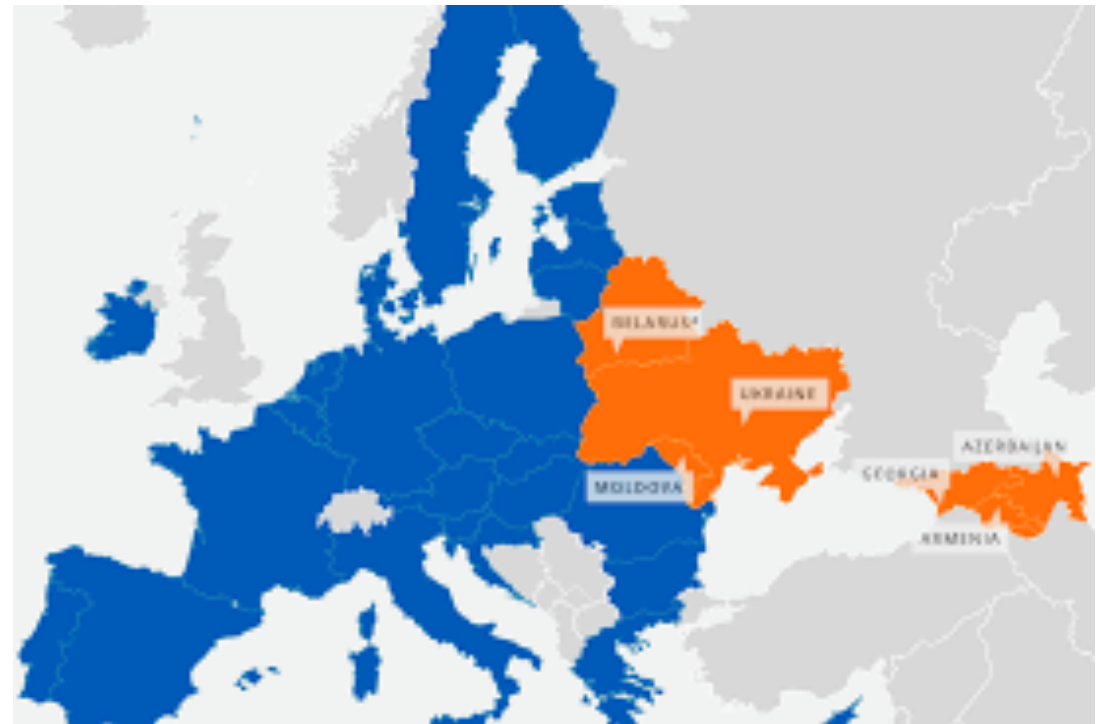 BELARUS*
UKRAINE
AZERBAIJAN
GEORGIA
MOLDOVA
ARMENIA